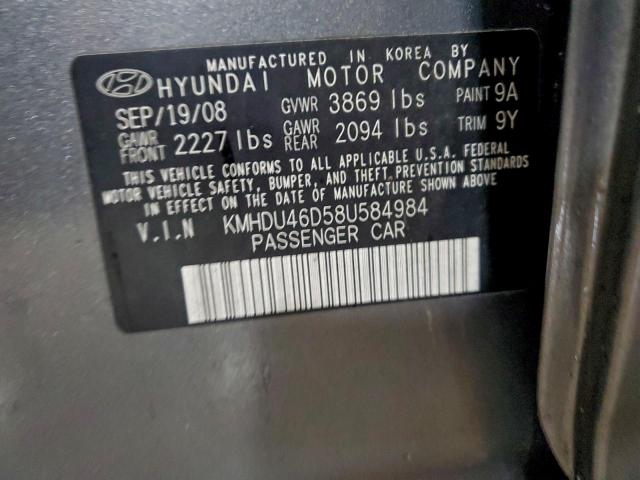 MANUFACTURED IN KOREA BY
HYUNDAI MOTOR COMPANY
SEP/19/08 GVWR 3869 lbs PAINT 9A
GAWR FRONT 2227 lbs GAWR REAR 2094 lbs TRIM 9Y
THIS VEHICLE CONFORMS TO ALL APPLICABLE U.S.A. FEDERAL
MOTOR VEHICLE SAFETY, BUMPER, AND THEFT PREVENTION STANDARDS
IN EFFECT ON THE DATE OF MANUFACTURE SHOWN ABOVE
V.I.N KMHDU46D58U584984
PASSENGER CAR